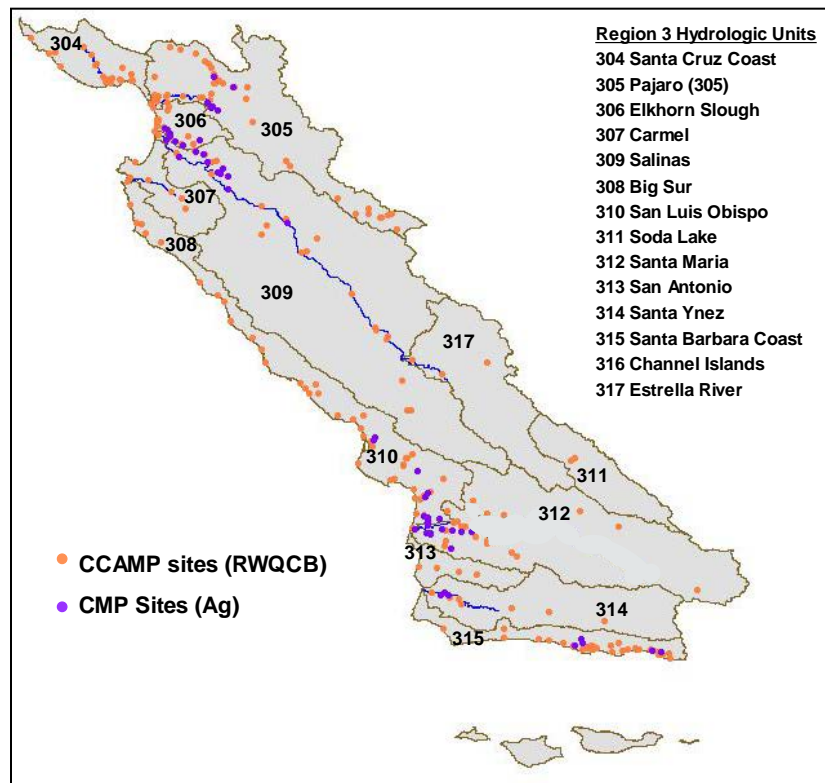 Region 3 Hydrologic Units
304 Santa Cruz Coast
305 Pajaro (305)
306 Elkhorn Slough
307 Carmel
309 Salinas
308 Big Sur
310 San Luis Obispo
311 Soda Lake
312 Santa Maria
313 San Antonio
314 Santa Ynez
315 Santa Barbara Coast
316 Channel Islands
317 Estrella River
304
305
306
307
308
309
317
310
311
312
313
314
315
CCAMP sites (RWQCB)
CMP Sites (Ag)